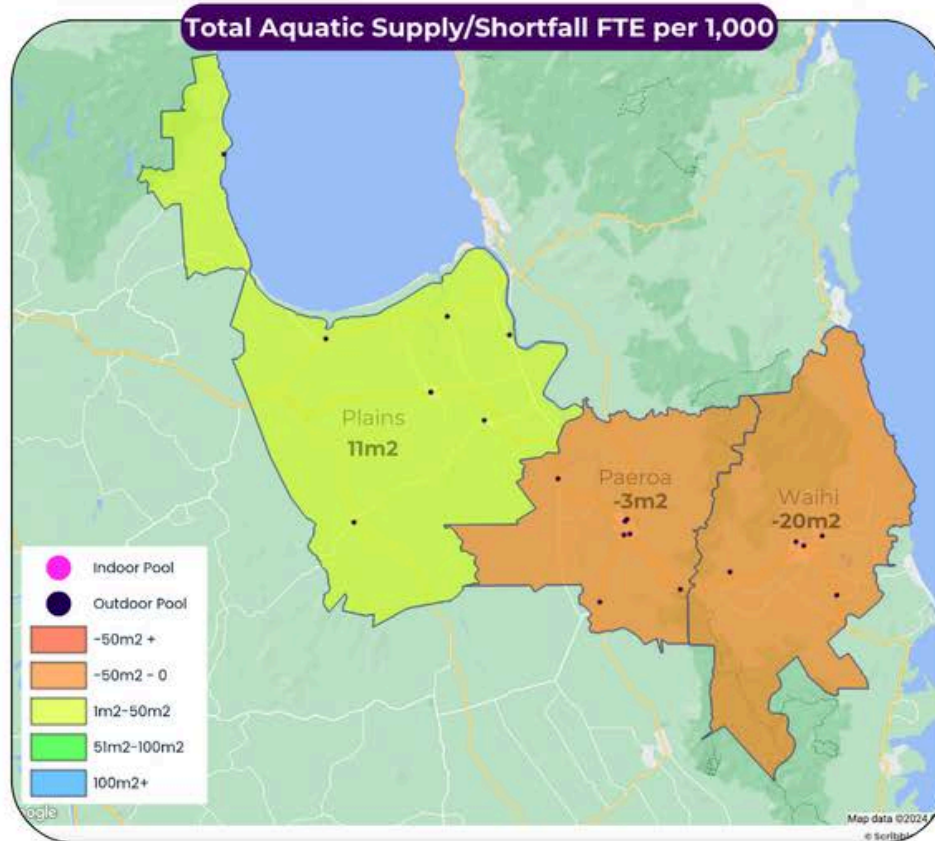 Total Aquatic Supply/Shortfall FTE per 1,000
Plains
11m2
Paeroa
-3m2
Waihi
-20m2
Indoor Pool
Outdoor Pool
-50m2 +
-50m2 - 0
1m2-50m2
51m2-100m2
100m2+
Map data ©2024